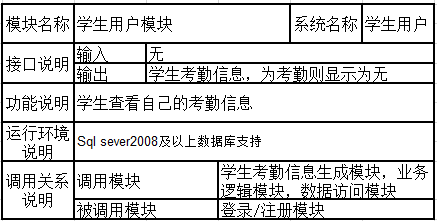 模块名称 学生用户模块 系统名称 学生用户
接口说明 输入 无
输出 学生考勤信息，为考勤则显示为无
功能说明 学生查看自己的考勤信息
运行环境
说明
Sql sever2008及以上数据库支持
调用关系
说明
调用模块
学生考勤信息生成模块，业务
逻辑模块，数据访问模块
被调用模块 登录/注册模块